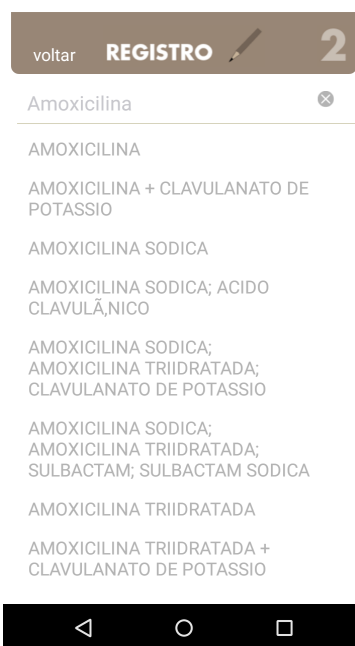 voltar REGISTRO 2
Amoxicilina
AMOXICILINA
AMOXICILINA + CLAVULANATO DE
POTASSIO
AMOXICILINA SODICA
AMOXICILINA SODICA; ACIDO
CLAVULÃ‚NICO
AMOXICILINA SODICA;
AMOXICILINA TRIIDRATADA;
CLAVULANATO DE POTASSIO
AMOXICILINA SODICA;
AMOXICILINA TRIIDRATADA;
SULBACTAM; SULBACTAM SODICA
AMOXICILINA TRIIDRATADA
AMOXICILINA TRIIDRATADA +
CLAVULANATO DE POTASSIO